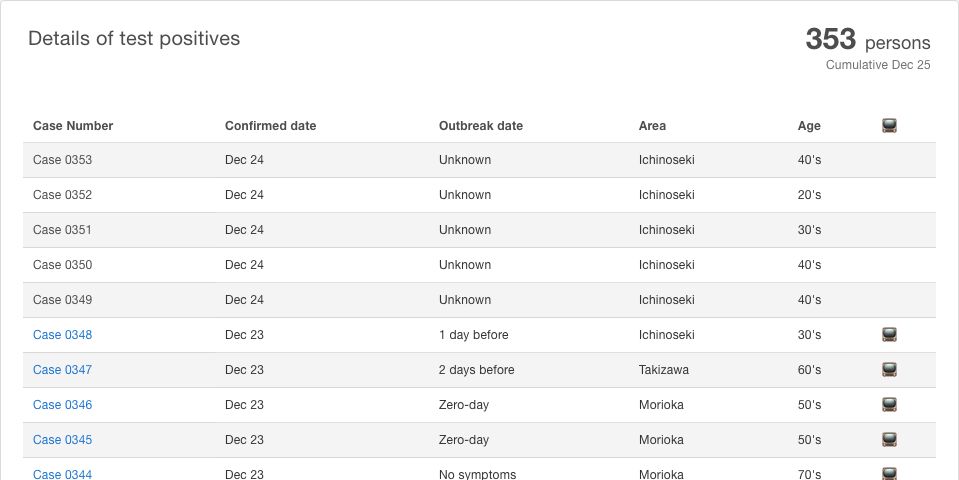 Details of test positives
353 persons
Cumulative Dec 25
Case Number Confirmed date Outbreak date Area Age
Case 0353 Dec 24 Unknown Ichinoseki 40's
Case 0352 Dec 24 Unknown Ichinoseki 20's
Case 0351 Dec 24 Unknown Ichinoseki 30's
Case 0350 Dec 24 Unknown Ichinoseki 40's
Case 0349 Dec 24 Unknown Ichinoseki 40's
Case 0348 Dec 23 1 day before Ichinoseki 30's
Case 0347 Dec 23 2 days before Takizawa 60's
Case 0346 Dec 23 Zero-day Morioka 50's
Case 0345 Dec 23 Zero-day Morioka 50's
Case 0344 Dec 23 No symptoms Morioka 70's